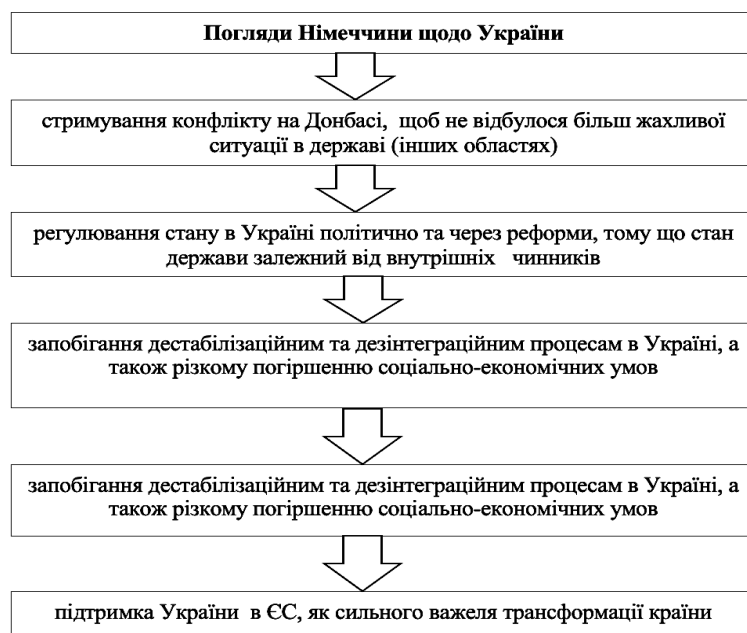 Погляди Німеччини щодо України
стримування конфлікту на Донбасі, щоб не відбулося більш жахливої
ситуації в державі (інших областях)
регулювання стану в Україні політично та через реформи, тому що стан
держави залежний від внутрішніх чинників
запобігання дестабілізаційним та дезінтеграційним процесам в Україні, а
також різкому погіршенню соціально-економічних умов
запобігання дестабілізаційним та дезінтеграційним процесам в Україні, а
також різкому погіршенню соціально-економічних умов
підтримка України в ЄС, як сильного важеля трансформації країни